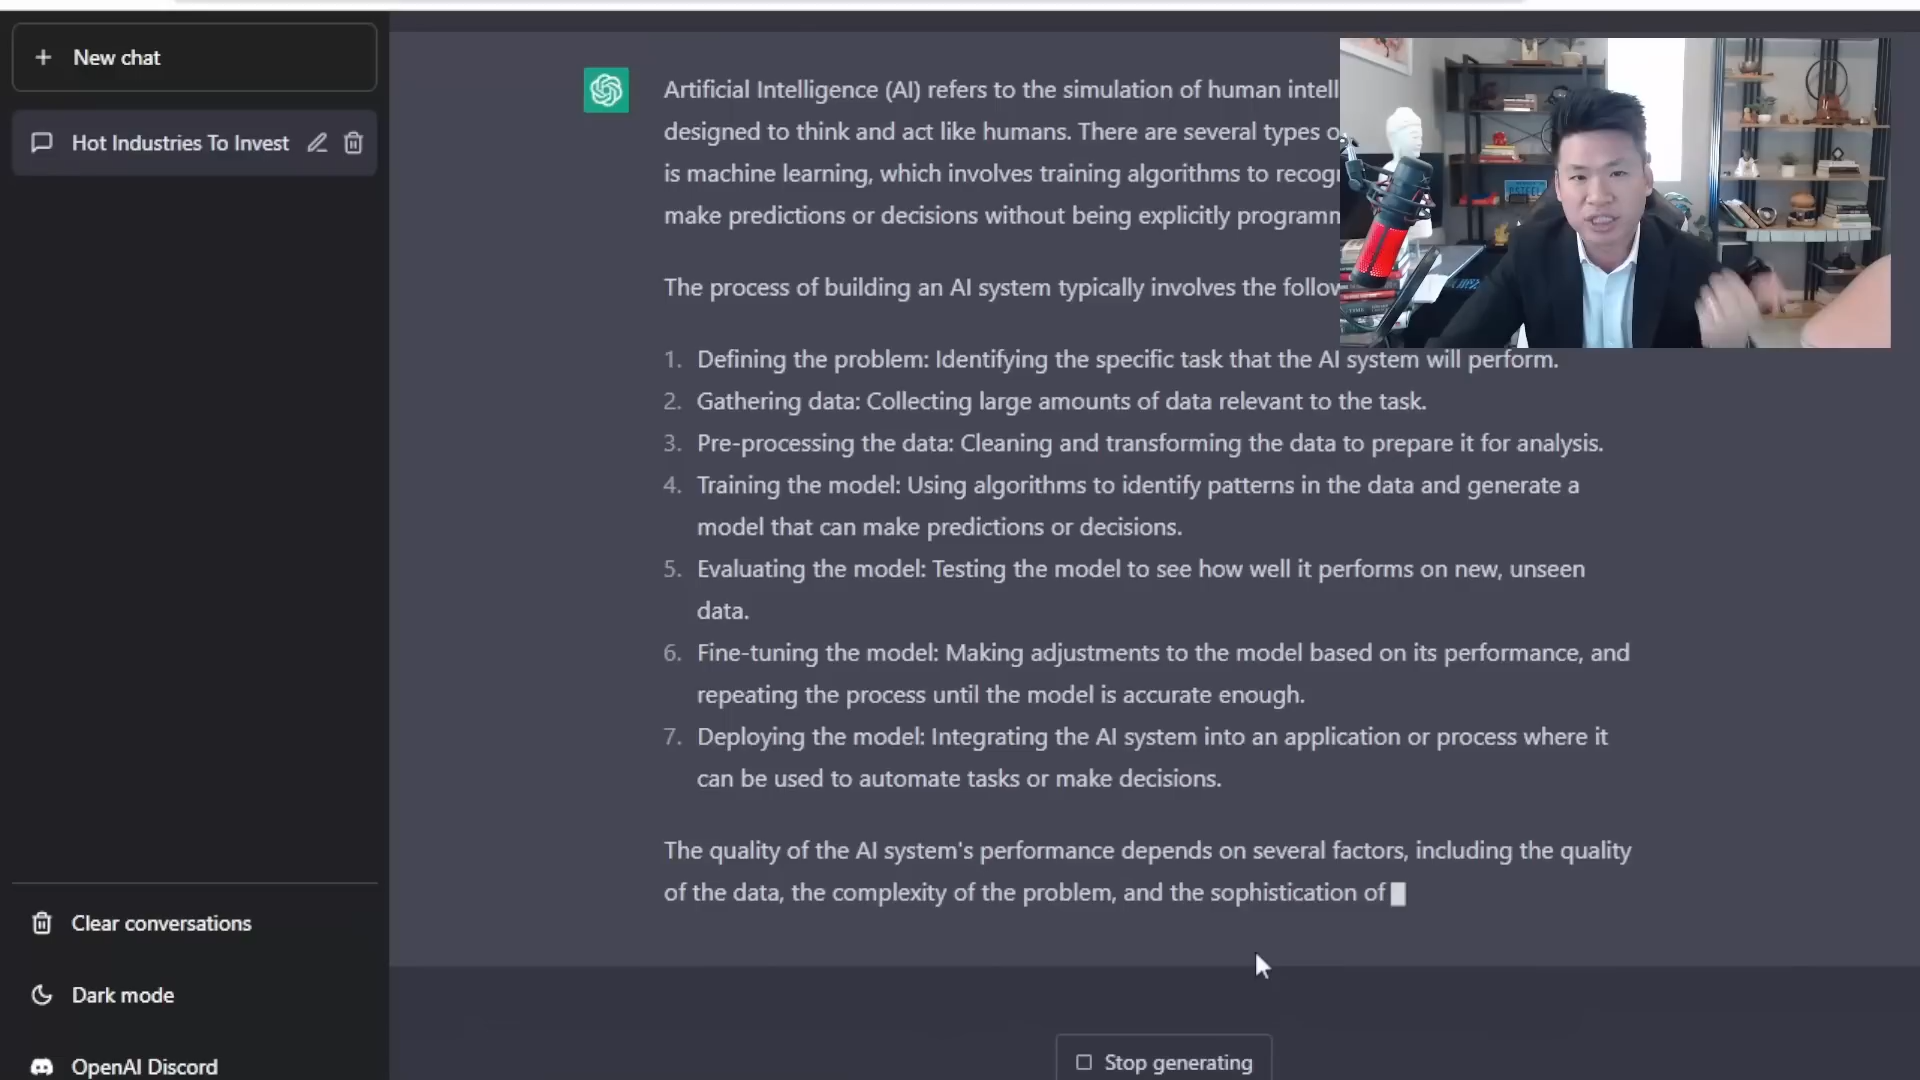 New chat
Hot Industries To Invest
Clear conversations
Dark mode
OpenAI Discord
Artificial Intelligence (AI) refers to the simulation of human intell
designed to think and act like humans. There are several types o
is machine learning, which involves training algorithms to recog
make predictions or decisions without being explicitly programm
The process of building an AI system typically involves the follow
1. Defining the problem: Identifying the specific task that the AI system will perform.
2. Gathering data: Collecting large amounts of data relevant to the task.
3. Pre-processing the data: Cleaning and transforming the data to prepare it for analysis.
4. Training the model: Using algorithms to identify patterns in the data and generate a
model that can make predictions or decisions.
5. Evaluating the model: Testing the model to see how well it performs on new, unseen
data.
6. Fine-tuning the model: Making adjustments to the model based on its performance, and
repeating the process until the model is accurate enough.
7. Deploying the model: Integrating the AI system into an application or process where it
can be used to automate tasks or make decisions.
The quality of the AI system's performance depends on several factors, including the quality
of the data, the complexity of the problem, and the sophistication of
Stop generating